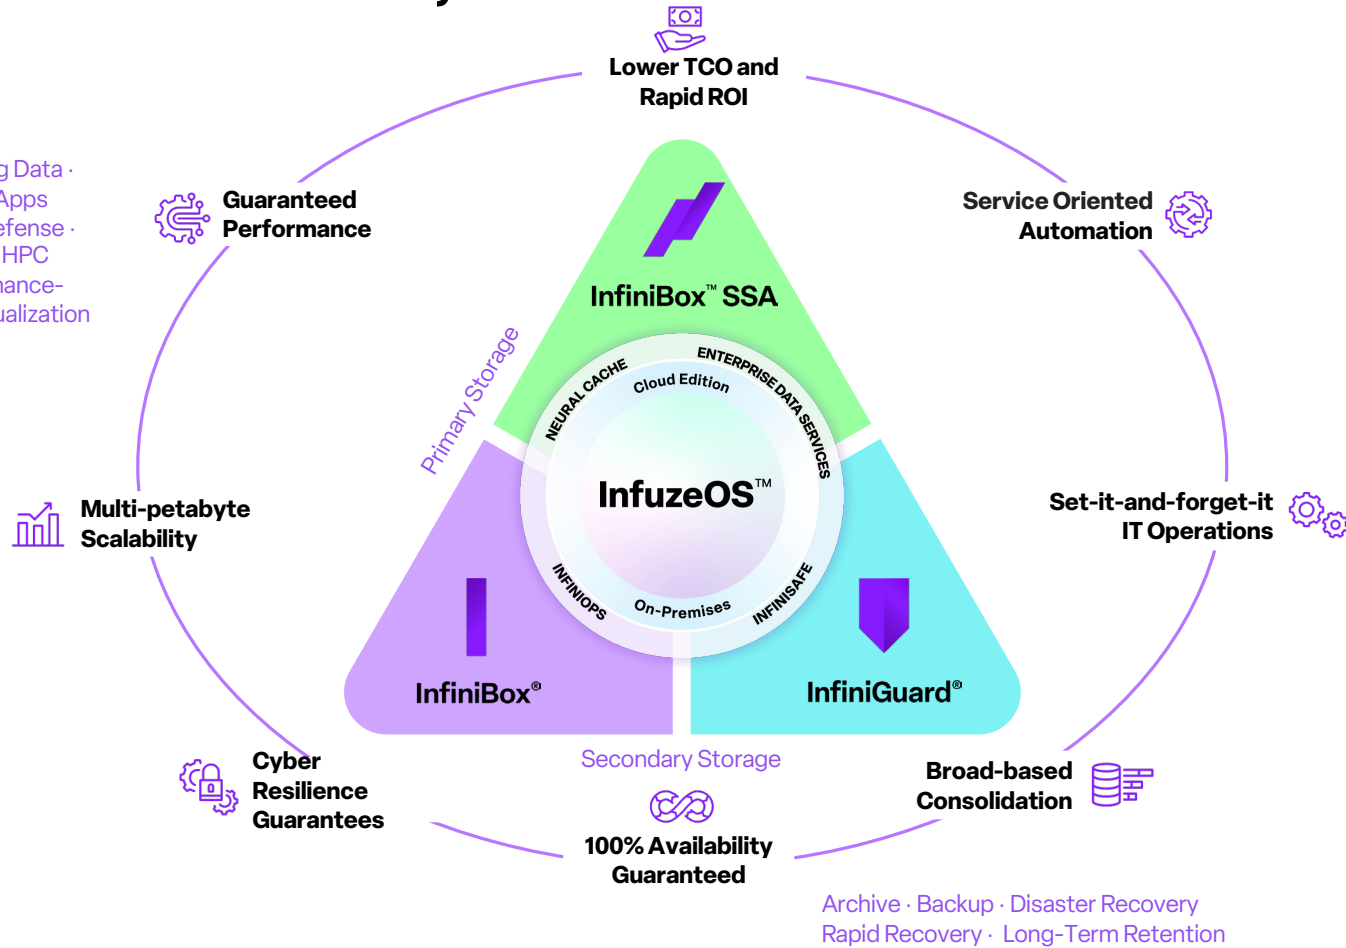 Lower TCO and
Rapid ROI
Data ·
Apps
HPC
Guaranteed
Performance
Service Oriented
Automation
InfiniBox™ SSA
Primary Storage
NEURAL CACHE
ENTERPRISE DATA SERVICES
Cloud Edition
InfuzeOS™
Multi-petabyte
Scalability
Set-it-and-forget-it
IT Operations
INFINIOPS
On-Premises
INFINISAFE
InfiniBox®
InfiniGuard®
Secondary Storage
Cyber
Resilience
Guarantees
Broad-based
Consolidation
100% Availability
Guaranteed
Archive · Backup · Disaster Recovery
Rapid Recovery · Long-Term Retention